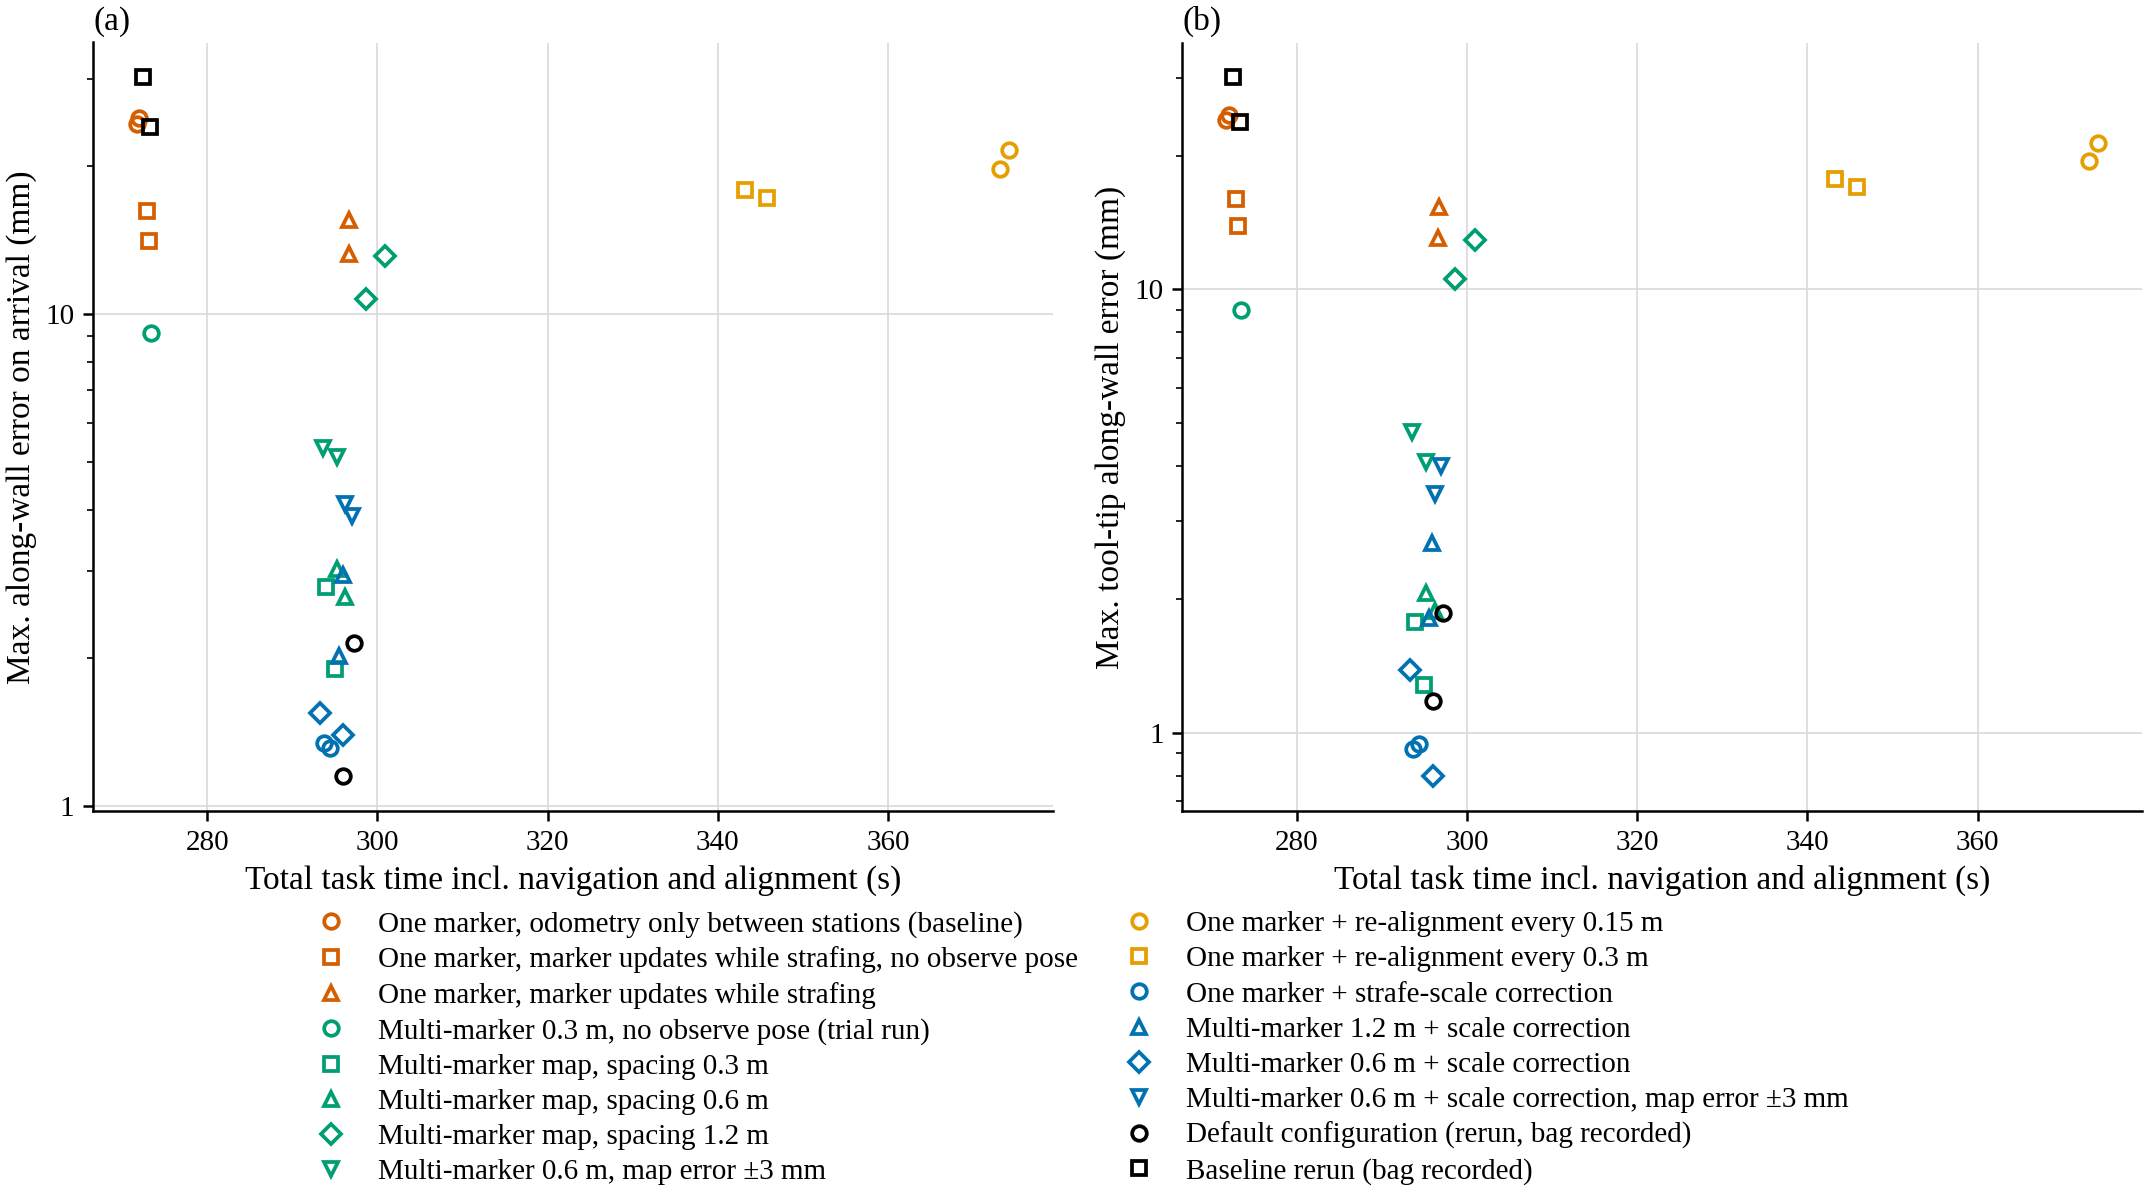 (a)
(b)
Max. along-wall error on arrival (mm)
10
1
280 300 320 340 360
Total task time incl. navigation and alignment (s)
Max. tool-tip along-wall error (mm)
10
1
280 300 320 340 360
Total task time incl. navigation and alignment (s)
One marker, odometry only between stations (baseline)
One marker, marker updates while strafing, no observe pose
One marker, marker updates while strafing
Multi-marker 0.3 m, no observe pose (trial run)
Multi-marker map, spacing 0.3 m
Multi-marker map, spacing 0.6 m
Multi-marker map, spacing 1.2 m
Multi-marker 0.6 m, map error ±3 mm
One marker + re-alignment every 0.15 m
One marker + re-alignment every 0.3 m
One marker + strafe-scale correction
Multi-marker 1.2 m + scale correction
Multi-marker 0.6 m + scale correction
Multi-marker 0.6 m + scale correction, map error ±3 mm
Default configuration (rerun, bag recorded)
Baseline rerun (bag recorded)